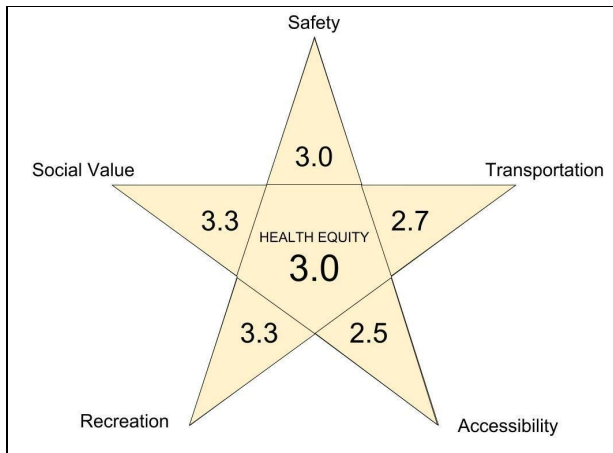 Safety
3.0
Social Value
Transportation
3.3
2.7
HEALTH EQUITY
3.0
3.3
2.5
Recreation
Accessibility